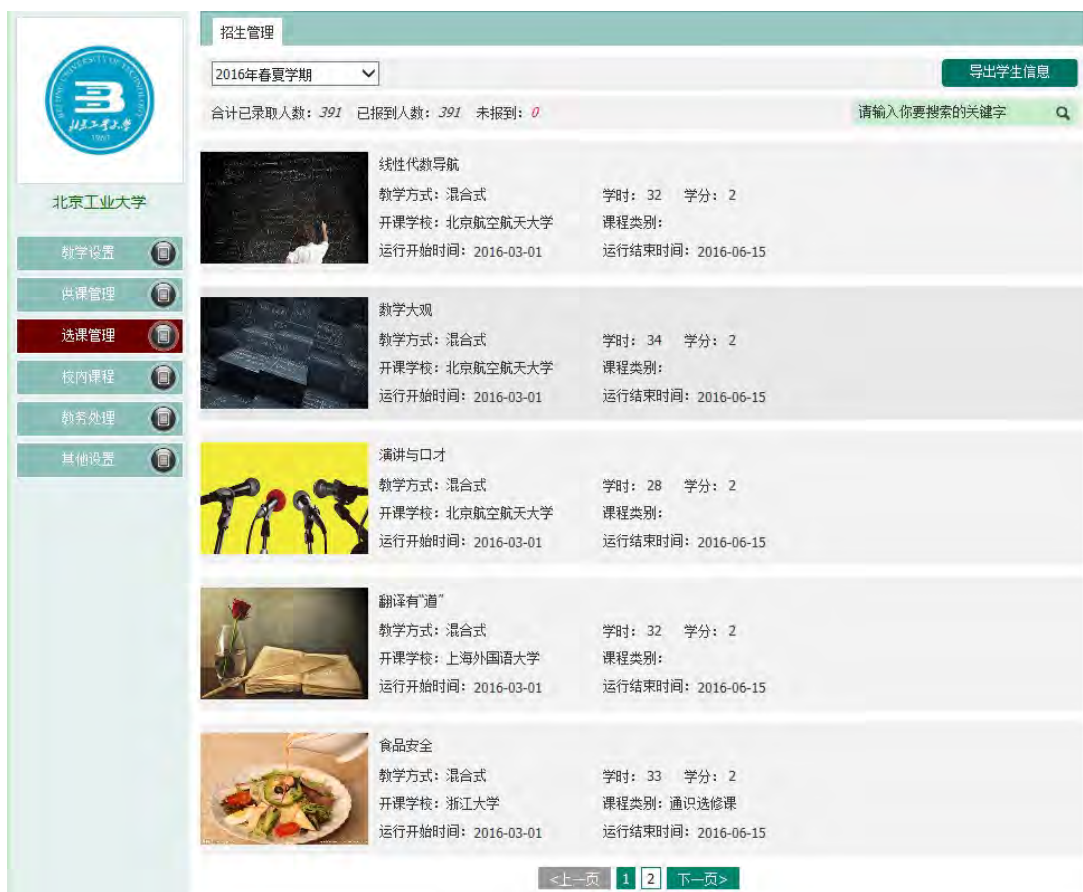 招生管理
2016年春夏学期
导出学生信息
合计已录取人数：391 已报到人数：391 未报到：0
请输入你要搜索的关键字
北京工业大学
1960
北京工业大学
教学设置
供课管理
选课管理
校内课程
教务处理
其他设置
线性代数导航
教学方式：混合式 学时：32 学分：2
开课学校：北京航空航天大学 课程类别：
运行开始时间：2016-03-01 运行结束时间：2016-06-15
数学大观
教学方式：混合式 学时：34 学分：2
开课学校：北京航空航天大学 课程类别：
运行开始时间：2016-03-01 运行结束时间：2016-06-15
演讲与口才
教学方式：混合式 学时：28 学分：2
开课学校：北京航空航天大学 课程类别：
运行开始时间：2016-03-01 运行结束时间：2016-06-15
翻译有"道"
教学方式：混合式 学时：32 学分：2
开课学校：上海外国语大学 课程类别：
运行开始时间：2016-03-01 运行结束时间：2016-06-15
食品安全
教学方式：混合式 学时：33 学分：2
开课学校：浙江大学 课程类别：通识选修课
运行开始时间：2016-03-01 运行结束时间：2016-06-15
<上一页 1 2 下一页>